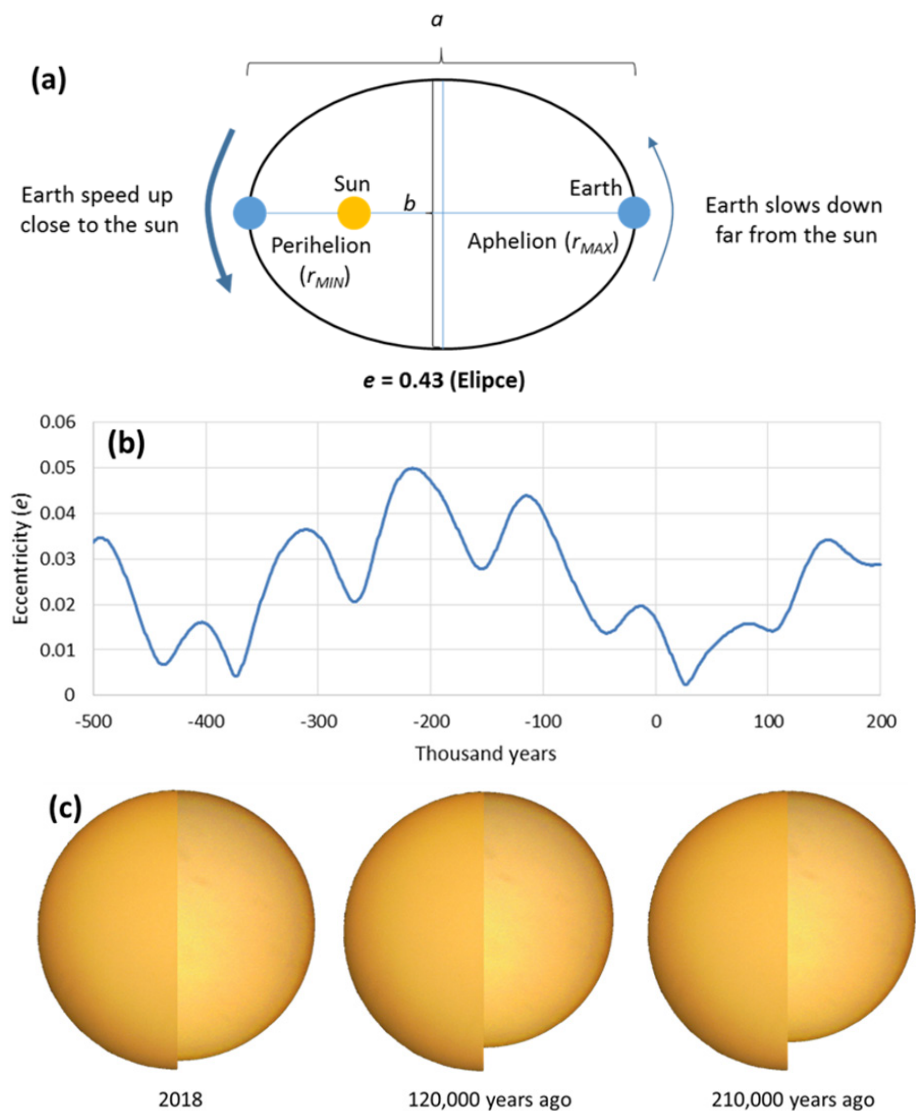 a
(a)
Earth speed up
close to the sun
Sun
b
Earth
Perihelion
(rMIN)
Aphelion (rMAX)
Earth slows down
far from the sun
e = 0.43 (Elipce)
(b)
Eccentricity (e)
0.06
0.05
0.04
0.03
0.02
0.01
0
-500 -400 -300 -200 -100 0 100 200
Thousand years
(c)
2018 120,000 years ago 210,000 years ago